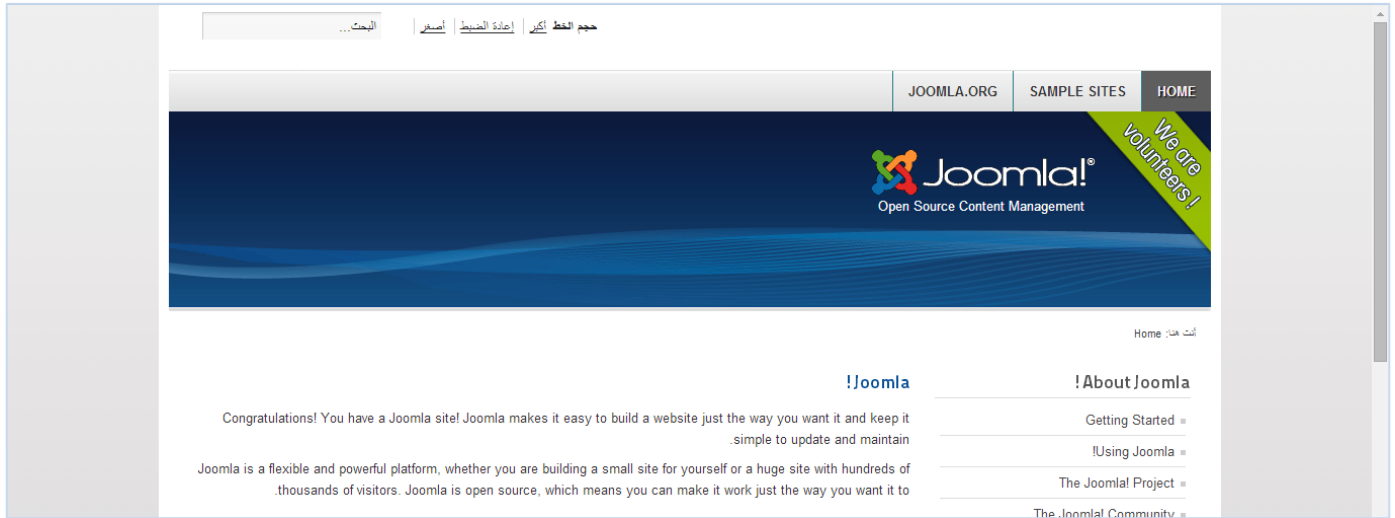 حجم الخط أكبر | إعادة الضبط | أصغر
البحث...
HOME
SAMPLE SITES
JOOMLA.ORG
We are
volunteers!
Joomla!®
Open Source Content Management
أنت هنا: Home
! About Joomla
Getting Started
!Using Joomla
The Joomla! Project
The Joomla! Community
! Joomla
Congratulations! You have a Joomla site! Joomla makes it easy to build a website just the way you want it and keep it
.simple to update and maintain
Joomla is a flexible and powerful platform, whether you are building a small site for yourself or a huge site with hundreds of
.thousands of visitors. Joomla is open source, which means you can make it work just the way you want it to